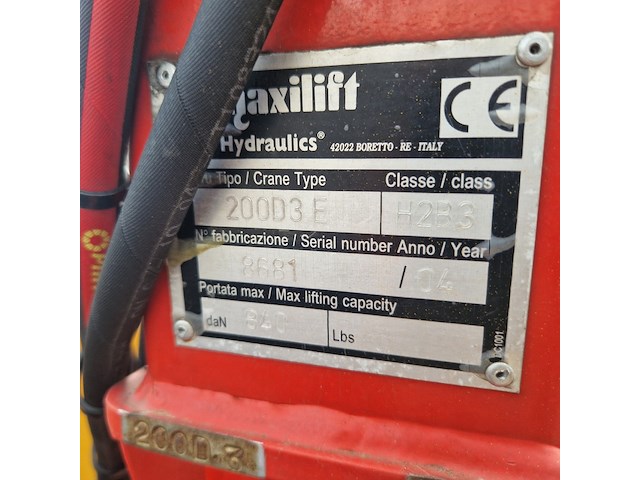 axilift
Hydraulics®
42022 BORETTO - RE - ITALY
CE
Tipo / Crane Type
Classe / class
200D3 E
H2B3
N° fabbricazione / Serial number
Anno / Year
8681
/ 04
Portata max / Max lifting capacity
daN
Lbs
200D.3